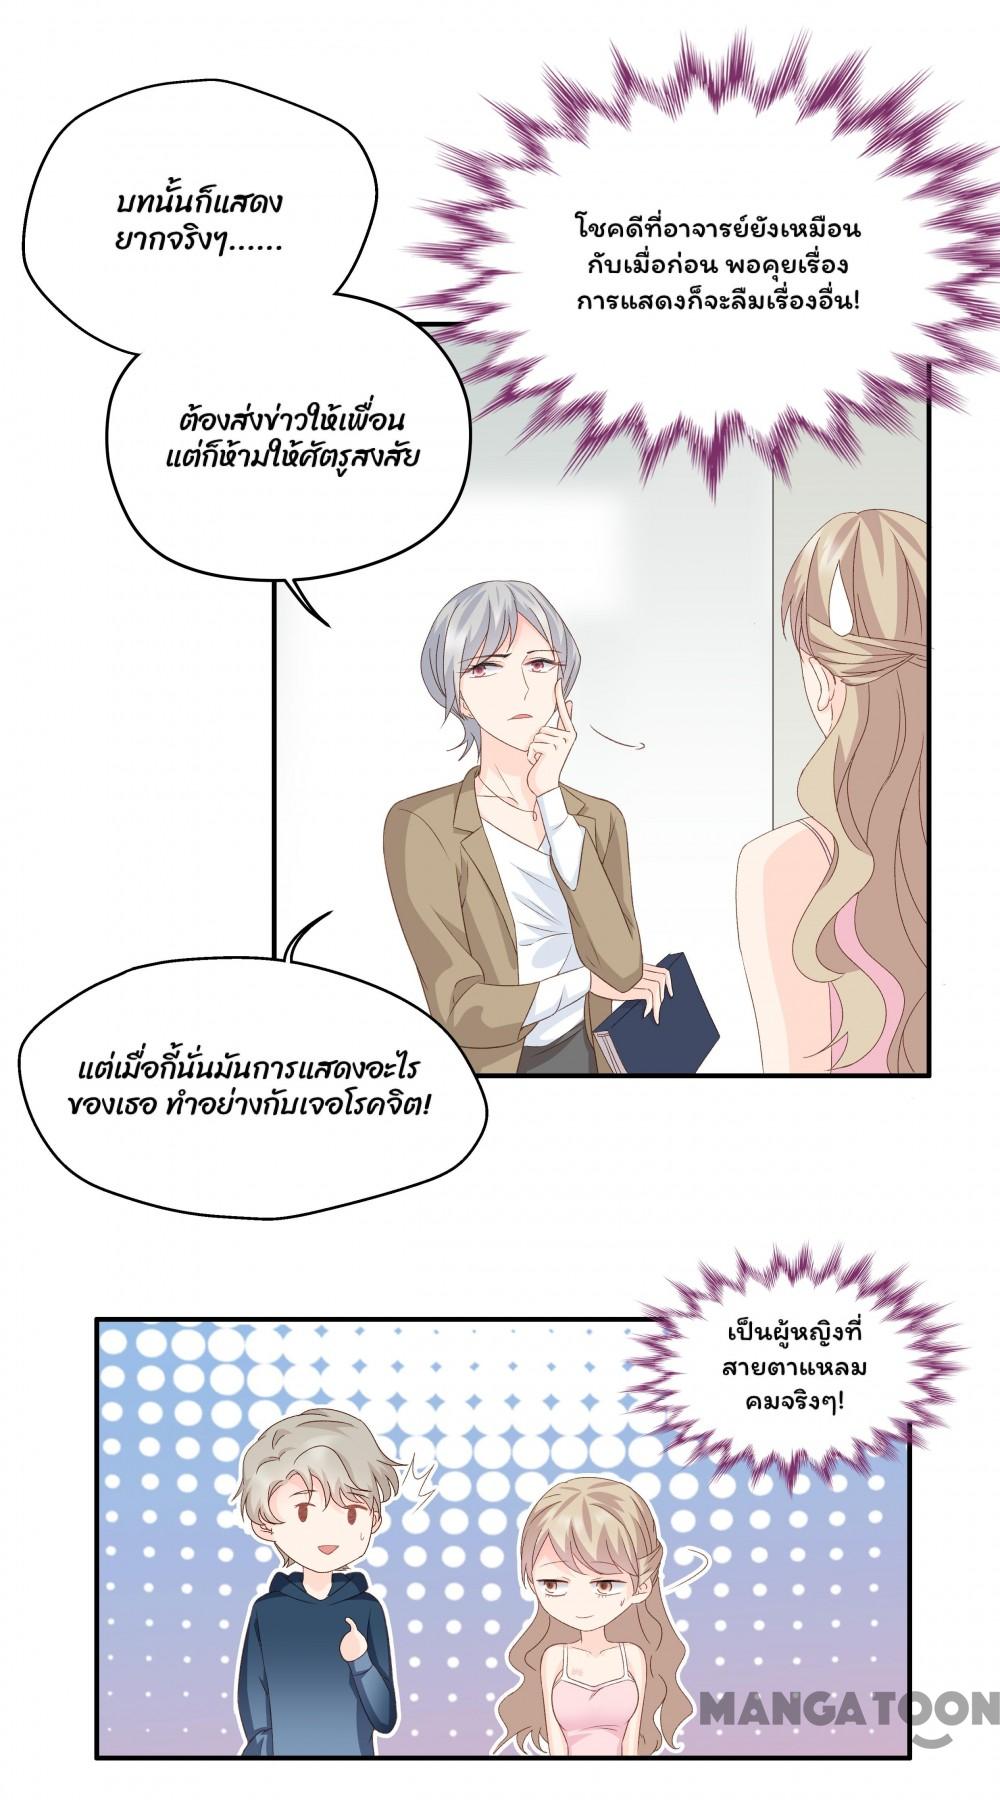 บทนั้นก็แสดง
ยากจริงๆ......
โชคดีที่อาจารย์ยังเหมือน
กับเมื่อก่อน พอคุยเรื่อง
การแสดงก็จะลืมเรื่องอื่น!
ต้องส่งข่าวให้เพื่อน
แต่ก็ห้ามให้ศัตรูสงสัย
แต่เมื่อกี้นั่นมันการแสดงอะไร
ของเธอ ทำอย่างกับเจอโรคจิต!
เป็นผู้หญิงที่
สายตาแหลม
คมจริงๆ!
MANGATOON